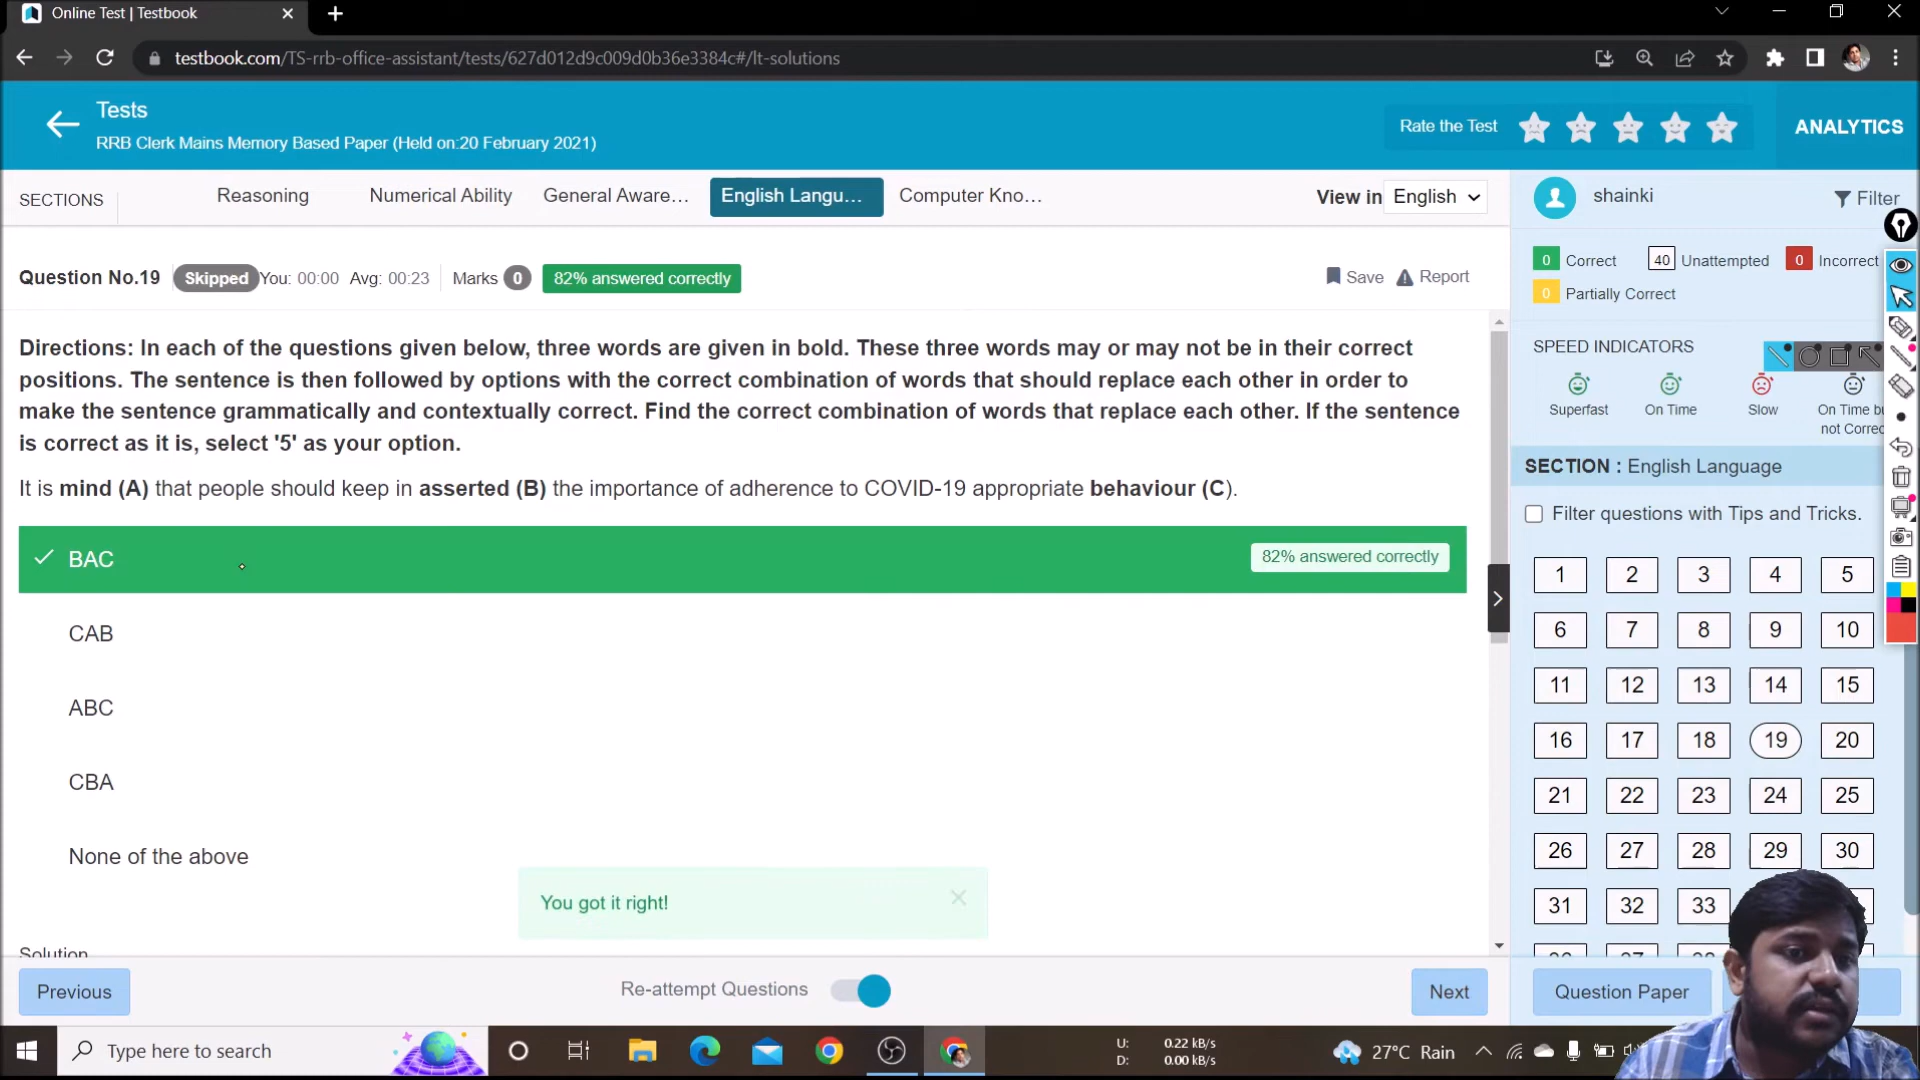 Online Test | Testbook
testbook.com/TS-rrb-office-assistant/tests/627d012d9c009d0b36e3384c#/lt-solutions
Tests
RRB Clerk Mains Memory Based Paper (Held on:20 February 2021)
Rate the Test
ANALYTICS
SECTIONS
Reasoning
Numerical Ability
General Aware...
English Langu...
Computer Kno...
View in English
shainki
Filter
Question No.19 Skipped You: 00:00 Avg: 00:23 Marks 0 82% answered correctly
Save Report
0 Correct 40 Unattempted 0 Incorrect
0 Partially Correct
Directions: In each of the questions given below, three words are given in bold. These three words may or may not be in their correct
positions. The sentence is then followed by options with the correct combination of words that should replace each other in order to
make the sentence grammatically and contextually correct. Find the correct combination of words that replace each other. If the sentence
is correct as it is, select '5' as your option.
It is mind (A) that people should keep in asserted (B) the importance of adherence to COVID-19 appropriate behaviour (C).
BAC 82% answered correctly
CAB
ABC
CBA
None of the above
You got it right!
Solution
SPEED INDICATORS
Superfast On Time Slow On Time bu
not Correc
SECTION : English Language
Filter questions with Tips and Tricks.
1 2 3 4 5
6 7 8 9 10
11 12 13 14 15
16 17 18 19 20
21 22 23 24 25
26 27 28 29 30
31 32 33
Previous
Re-attempt Questions
Next
Question Paper
Type here to search
U: 0.22 kB/s
D: 0.00 kB/s
27°C Rain